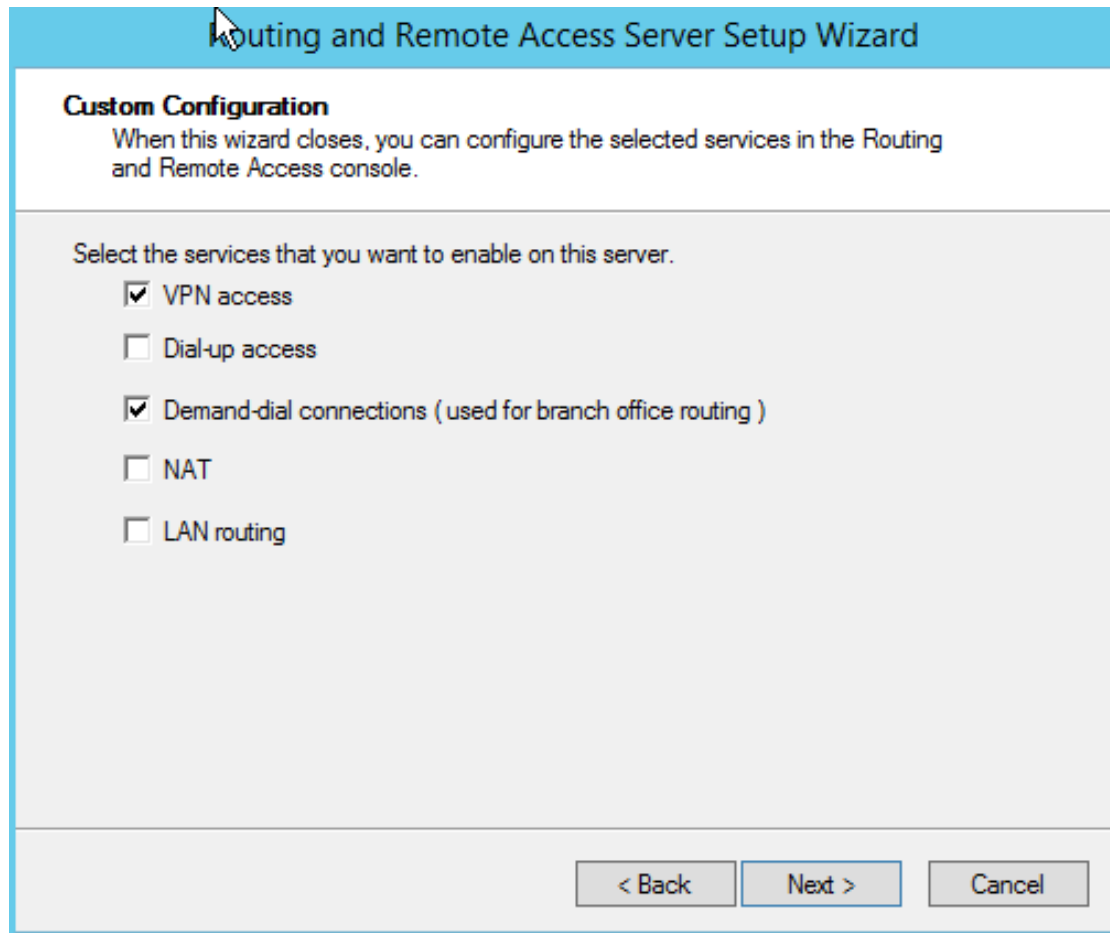 Routing and Remote Access Server Setup Wizard
Custom Configuration
When this wizard closes, you can configure the selected services in the Routing
and Remote Access console.
Select the services that you want to enable on this server.
VPN access
Dial-up access
Demand-dial connections ( used for branch office routing )
NAT
LAN routing
< Back
Next >
Cancel